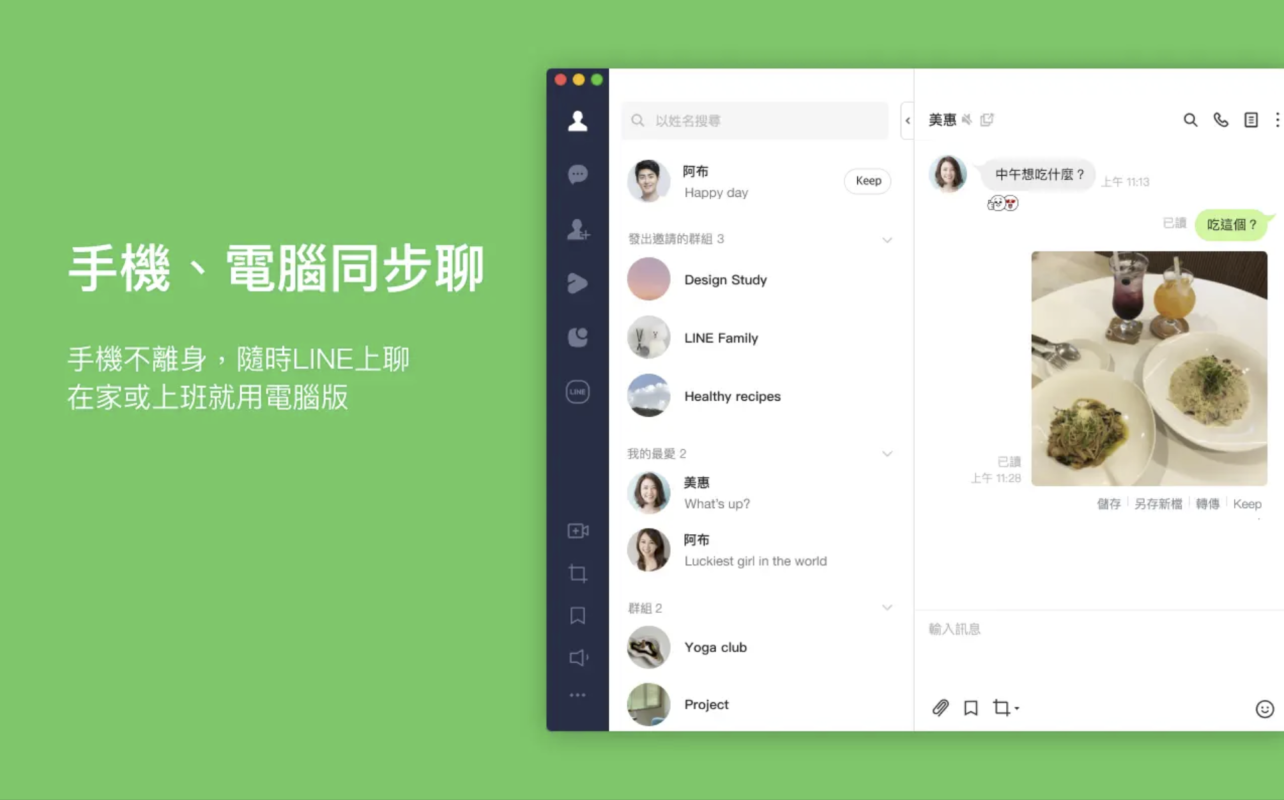 手機、電腦同步聊
手機不離身，隨時LINE上聊
在家或上班就用電腦版
LINE
以姓名搜尋
阿布
Happy day
Keep
發出邀請的群組 3
Design Study
LINE Family
Healthy recipes
我的最愛 2
美惠
What's up?
阿布
Luckiest girl in the world
群組 2
Yoga club
Project
美惠
中午想吃什麼？
上午 11:13
已讀
吃這個？
已讀
上午 11:28
儲存 另存新檔 轉傳 Keep
輸入訊息